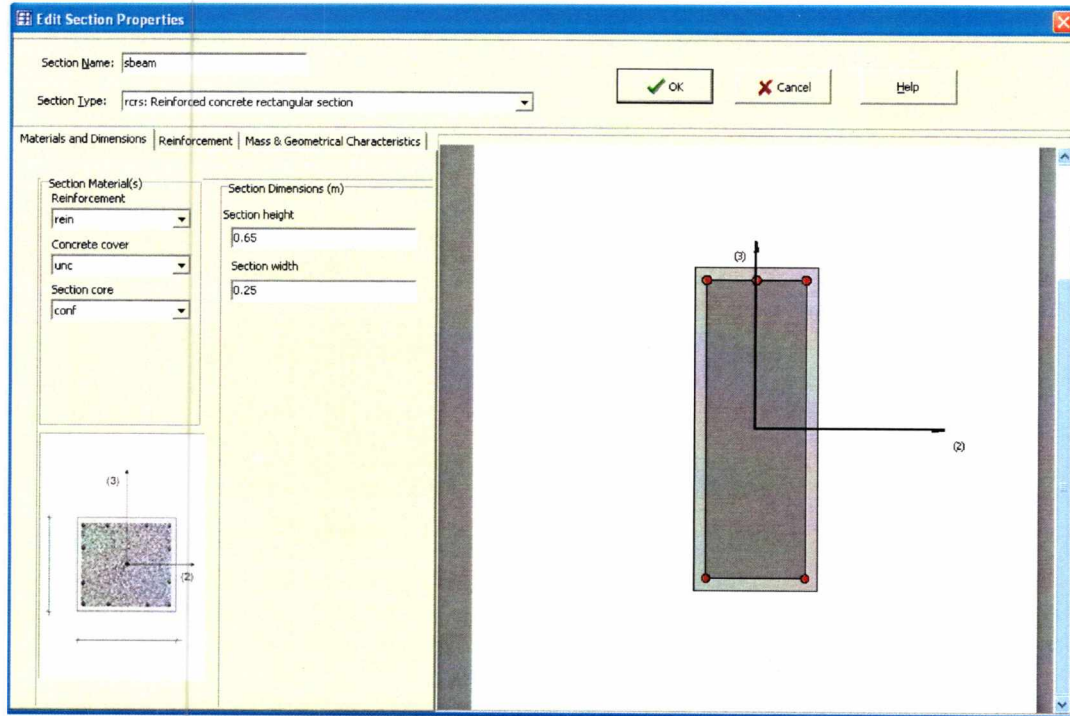 Edit Section Properties
Section Name: sbeam
Section Type: rcrs: Reinforced concrete rectangular section
OK
Cancel
Help
Materials and Dimensions
Reinforcement
Mass & Geometrical Characteristics
Section Material(s)
Reinforcement
rein
Concrete cover
unc
Section core
conf
Section Dimensions (m)
Section height
0.65
Section width
0.25
(3)
(2)
(3)
(2)